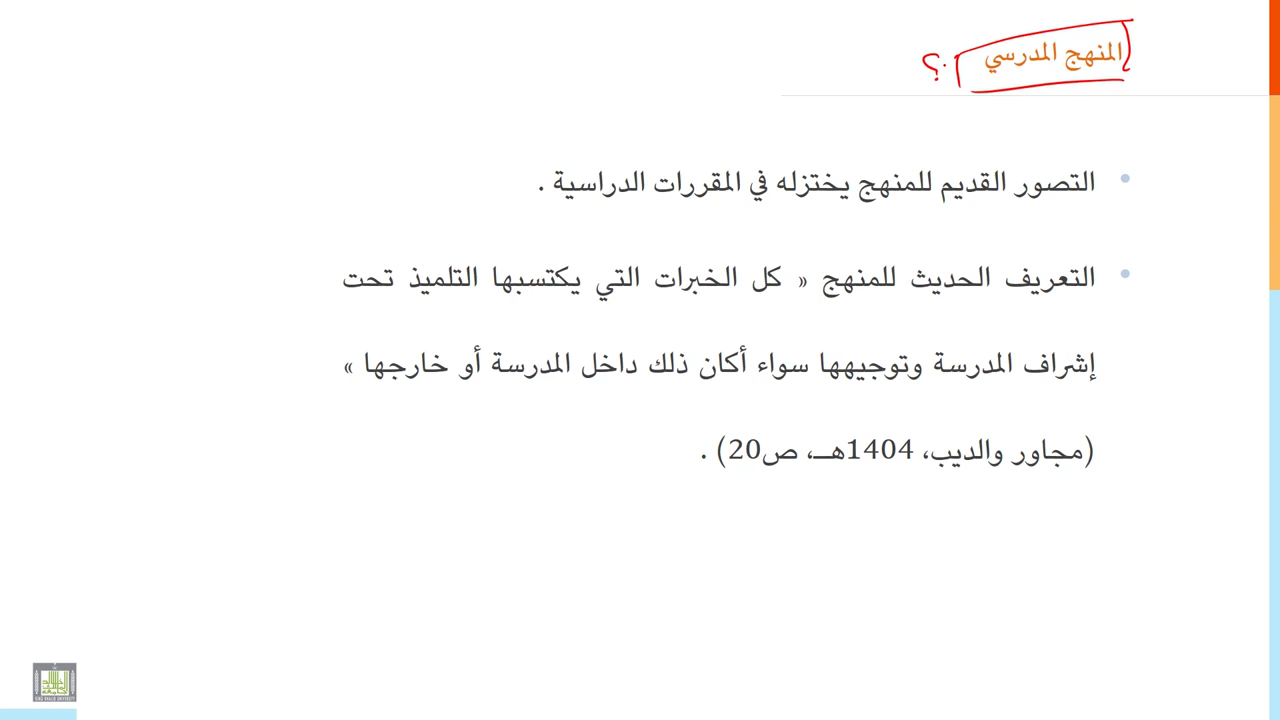 المنهج المدرسي ؟
التصور القديم للمنهج يختزله في المقررات الدراسية .
التعريف الحديث للمنهج « كل الخبرات التي يكتسبها التلميذ تحت
إشراف المدرسة وتوجيهها سواء أكان ذلك داخل المدرسة أو خارجها »
(مجاور والديب، 1404هـ، ص20) .